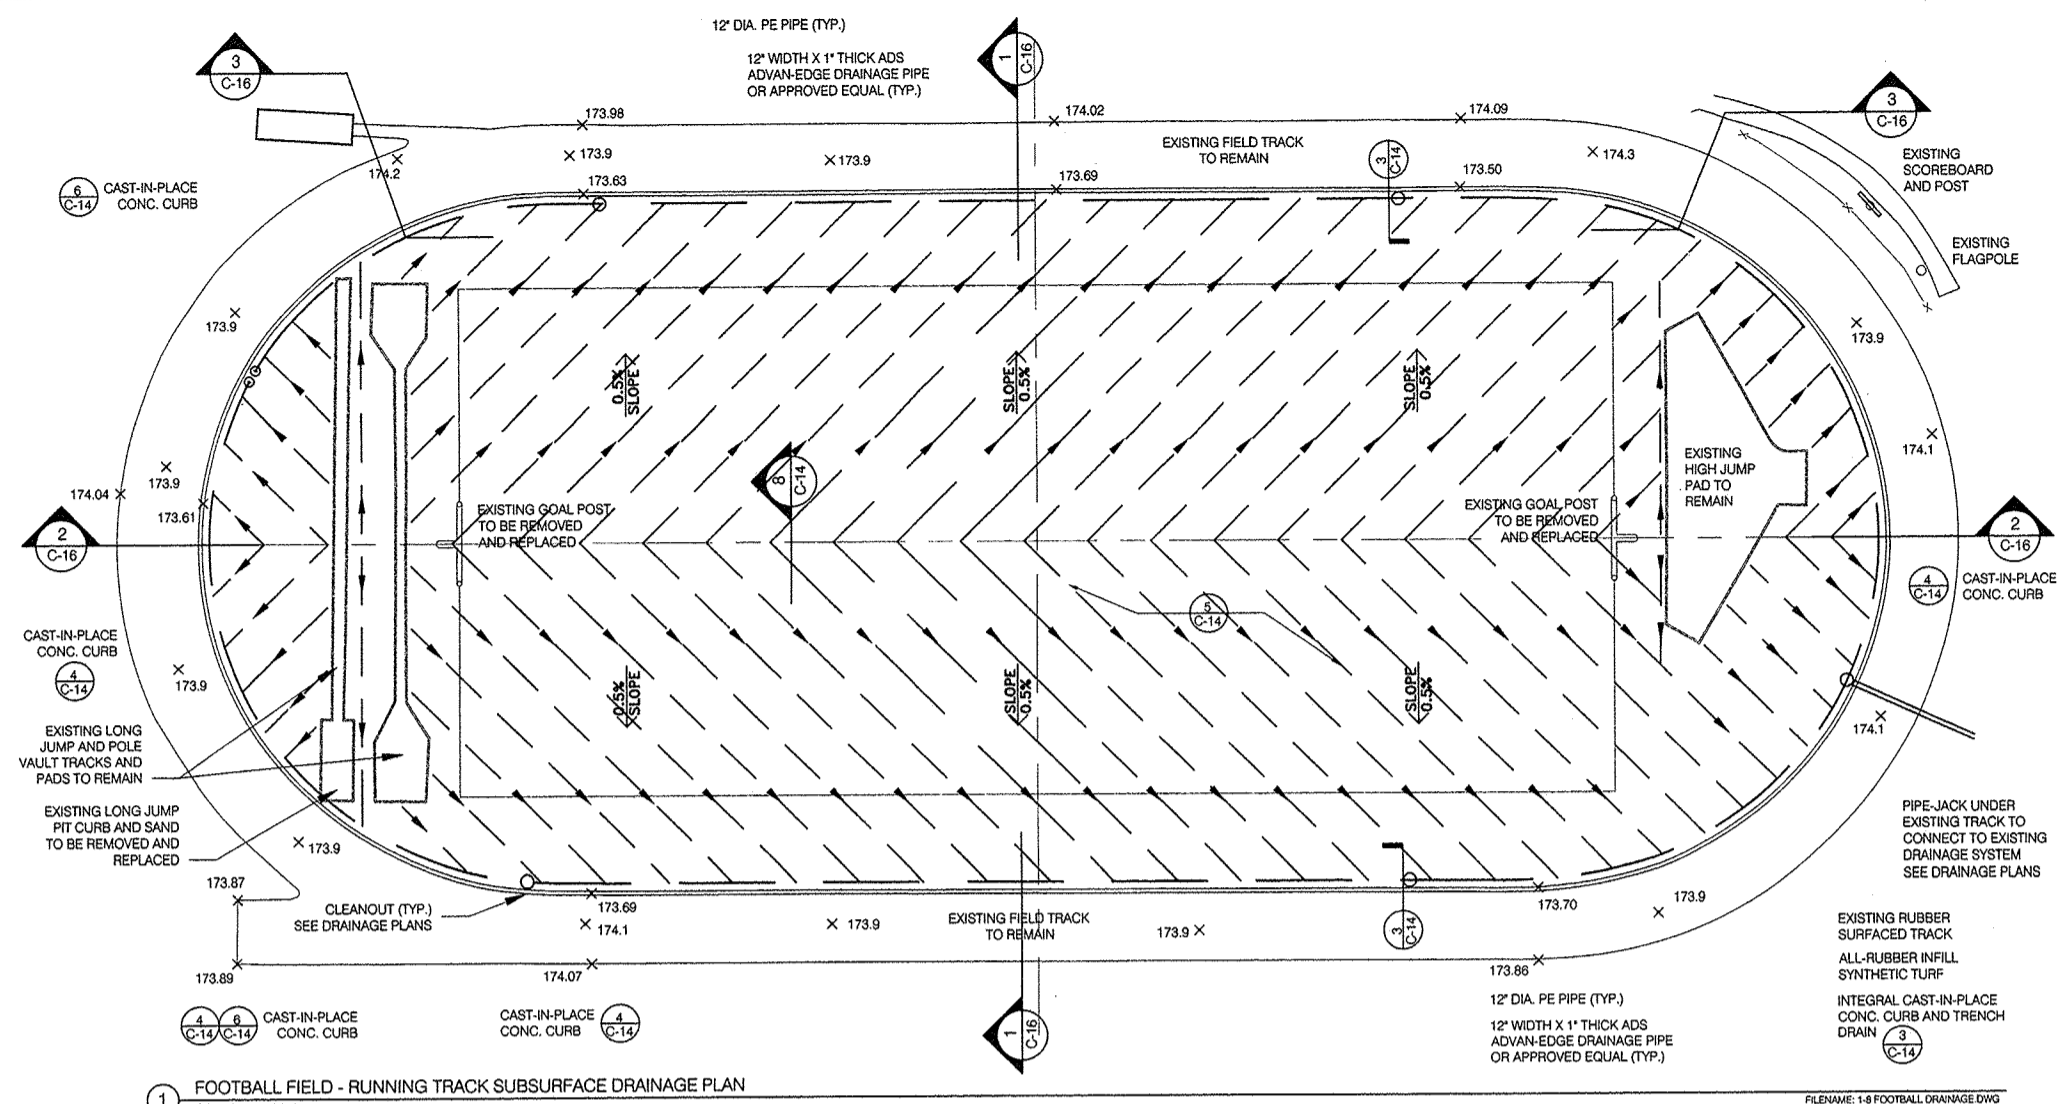 12" DIA. PE PIPE (TYP.)
12" WIDTH X 1" THICK ADS
ADVAN-EDGE DRAINAGE PIPE
OR APPROVED EQUAL (TYP.)
3
C-16
1
C-16
3
C-16
173.98
174.02
174.09
EXISTING FIELD TRACK
TO REMAIN
3
C-14
173.9
173.9
174.3
174.2
EXISTING
SCOREBOARD
AND POST
6
C-14
CAST-IN-PLACE
CONC. CURB
173.63
173.69
173.50
EXISTING
FLAGPOLE
173.9
173.9
0.5%
SLOPE
SLOPE
0.5%
SLOPE
0.5%
174.1
8
C-14
EXISTING
HIGH JUMP
PAD TO
REMAIN
173.9
174.04
173.61
EXISTING GOAL POST
TO BE REMOVED
AND REPLACED
EXISTING GOAL POST
TO BE REMOVED
AND REPLACED
2
C-16
2
C-16
4
C-14
CAST-IN-PLACE
CONC. CURB
5
C-14
CAST-IN-PLACE
CONC. CURB
4
C-14
173.9
0.5%
SLOPE
SLOPE
0.5%
SLOPE
0.5%
174.1
EXISTING LONG
JUMP AND POLE
VAULT TRACKS AND
PADS TO REMAIN
EXISTING LONG JUMP
PIT CURB AND SAND
TO BE REMOVED AND
REPLACED
173.9
PIPE-JACK UNDER
EXISTING TRACK TO
CONNECT TO EXISTING
DRAINAGE SYSTEM
SEE DRAINAGE PLANS
173.87
CLEANOUT (TYP.)
SEE DRAINAGE PLANS
173.69
174.1
173.9
EXISTING FIELD TRACK
TO REMAIN
173.9
3
C-14
173.70
173.9
EXISTING RUBBER
SURFACED TRACK
173.89
174.07
173.86
ALL-RUBBER INFILL
SYNTHETIC TURF
4
C-14
6
C-14
CAST-IN-PLACE
CONC. CURB
CAST-IN-PLACE
CONC. CURB
4
C-14
1
C-16
12" DIA. PE PIPE (TYP.)
12" WIDTH X 1" THICK ADS
ADVAN-EDGE DRAINAGE PIPE
OR APPROVED EQUAL (TYP.)
INTEGRAL CAST-IN-PLACE
CONC. CURB AND TRENCH
DRAIN
3
C-14
1
FOOTBALL FIELD - RUNNING TRACK SUBSURFACE DRAINAGE PLAN
FILENAME: 1-8 FOOTBALL DRAINAGE.DWG